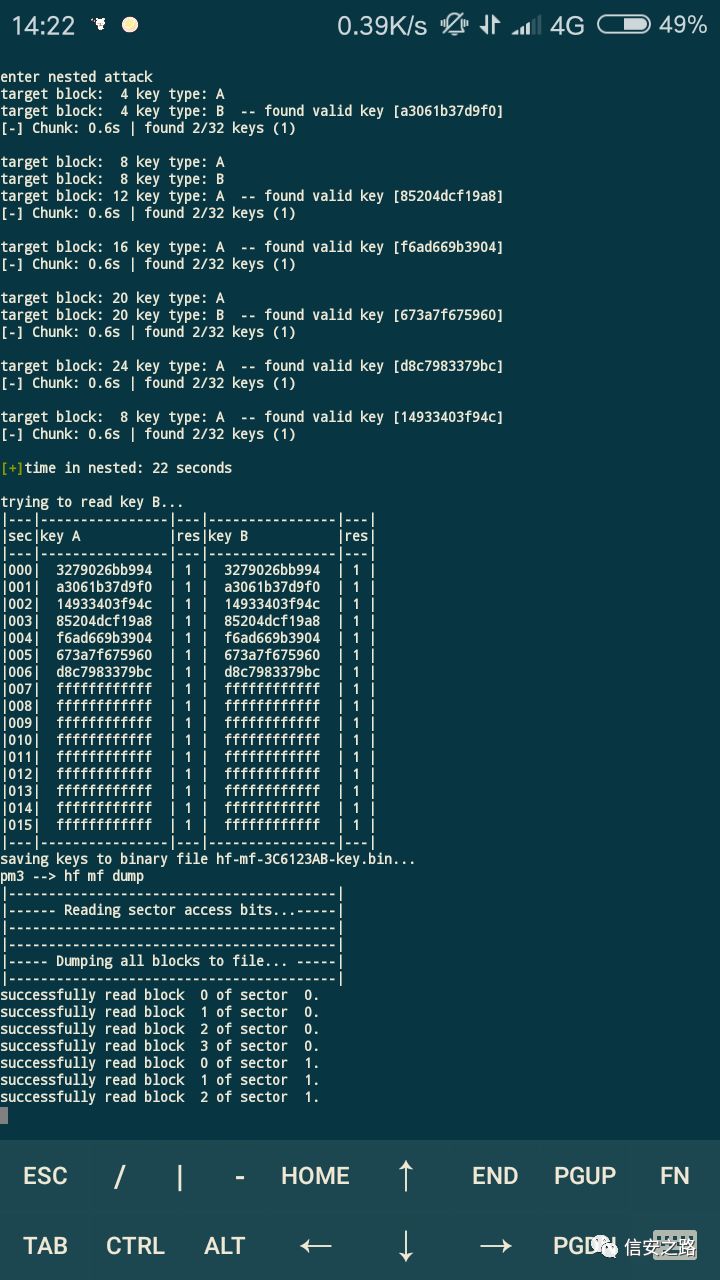 14:22 0.39K/s 4G 49%
enter nested attack
target block:  4 key type: A
target block:  4 key type: B  -- found valid key [a3061b37d9f0]
[-] Chunk: 0.6s | found 2/32 keys (1)
target block:  8 key type: A
target block:  8 key type: B
target block: 12 key type: A  -- found valid key [85204dcf19a8]
[-] Chunk: 0.6s | found 2/32 keys (1)
target block: 16 key type: A  -- found valid key [f6ad669b3904]
[-] Chunk: 0.6s | found 2/32 keys (1)
target block: 20 key type: A
target block: 20 key type: B  -- found valid key [673a7f675960]
[-] Chunk: 0.6s | found 2/32 keys (1)
target block: 24 key type: A  -- found valid key [d8c7983379bc]
[-] Chunk: 0.6s | found 2/32 keys (1)
target block:  8 key type: A  -- found valid key [14933403f94c]
[-] Chunk: 0.6s | found 2/32 keys (1)
[+]time in nested: 22 seconds
trying to read key B...
|---|----------------|---|----------------|---|
|sec|key A           |res|key B           |res|
|---|----------------|---|----------------|---|
|000|  3279026bb994  | 1 |  3279026bb994  | 1 |
|001|  a3061b37d9f0  | 1 |  a3061b37d9f0  | 1 |
|002|  14933403f94c  | 1 |  14933403f94c  | 1 |
|003|  85204dcf19a8  | 1 |  85204dcf19a8  | 1 |
|004|  f6ad669b3904  | 1 |  f6ad669b3904  | 1 |
|005|  673a7f675960  | 1 |  673a7f675960  | 1 |
|006|  d8c7983379bc  | 1 |  d8c7983379bc  | 1 |
|007|  ffffffffffff  | 1 |  ffffffffffff  | 1 |
|008|  ffffffffffff  | 1 |  ffffffffffff  | 1 |
|009|  ffffffffffff  | 1 |  ffffffffffff  | 1 |
|010|  ffffffffffff  | 1 |  ffffffffffff  | 1 |
|011|  ffffffffffff  | 1 |  ffffffffffff  | 1 |
|012|  ffffffffffff  | 1 |  ffffffffffff  | 1 |
|013|  ffffffffffff  | 1 |  ffffffffffff  | 1 |
|014|  ffffffffffff  | 1 |  ffffffffffff  | 1 |
|015|  ffffffffffff  | 1 |  ffffffffffff  | 1 |
|---|----------------|---|----------------|---|
saving keys to binary file hf-mf-3C6123AB-key.bin...
pm3 --> hf mf dump
|-----------------------------------------|
|------ Reading sector access bits...-----|
|-----------------------------------------|
|-----------------------------------------|
|----- Dumping all blocks to file... -----|
|-----------------------------------------|
successfully read block  0 of sector  0.
successfully read block  1 of sector  0.
successfully read block  2 of sector  0.
successfully read block  3 of sector  0.
successfully read block  0 of sector  1.
successfully read block  1 of sector  1.
successfully read block  2 of sector  1.
ESC / | - HOME ↑ END PGUP FN
TAB CTRL ALT ← ↓ → PGD 信安之路